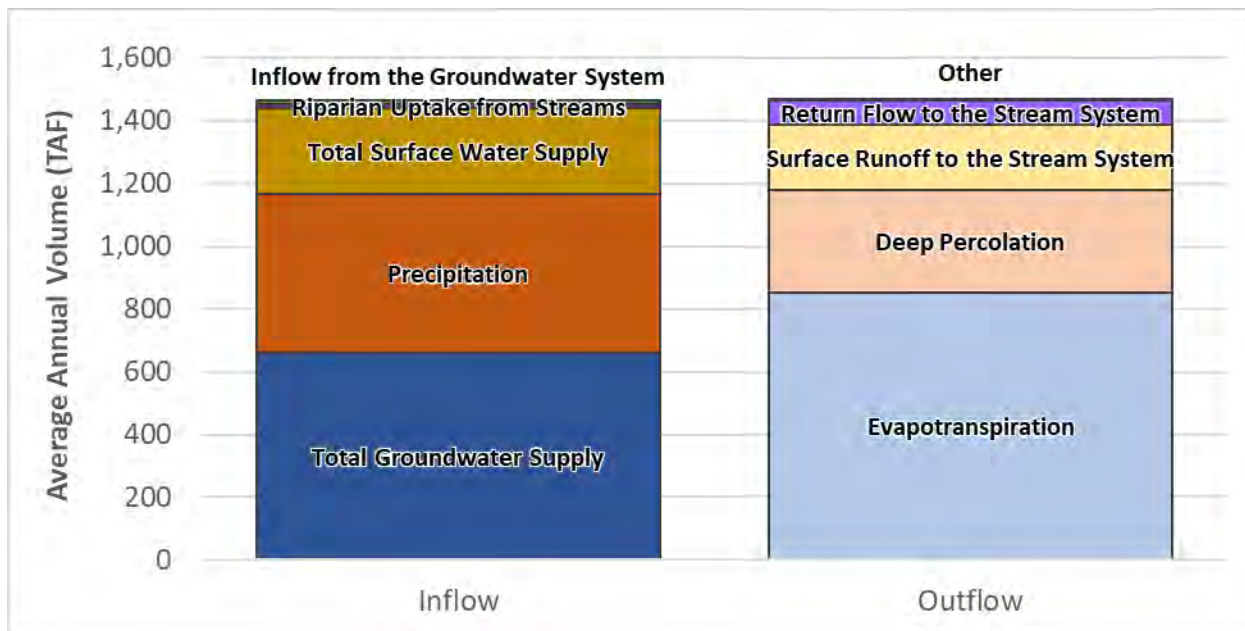 1,600
1,400
1,200
1,000
800
600
400
200
0
Average Annual Volume (TAF)
Inflow from the Groundwater System
Riparian Uptake from Streams
Total Surface Water Supply
Precipitation
Total Groundwater Supply
Inflow
Other
Return Flow to the Stream System
Surface Runoff to the Stream System
Deep Percolation
Evapotranspiration
Outflow